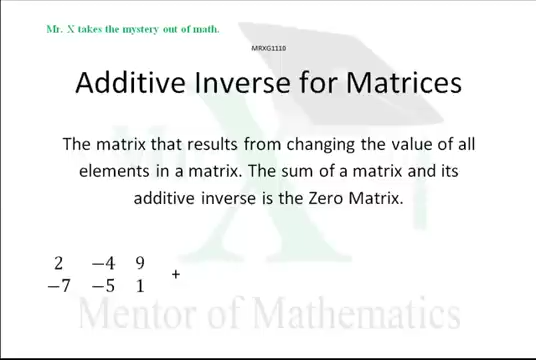 Mr. X takes the mystery out of math.
MRXG1110
Additive Inverse for Matrices
The matrix that results from changing the value of all
elements in a matrix. The sum of a matrix and its
additive inverse is the Zero Matrix.
2 −4 9
−7 −5 1 +
Mr. X
Mentor of Mathematics